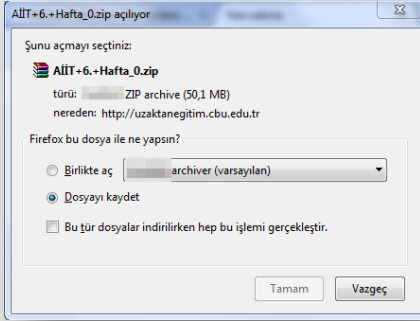 AİİT+6.+Hafta_0.zip açılıyor
Şunu açmayı seçtiniz:
AİİT+6.+Hafta_0.zip
türü: ZIP archive (50,1 MB)
nereden: http://uzaktanegitim.cbu.edu.tr
Firefox bu dosya ile ne yapsın?
Birlikte aç archiver (varsayılan)
Dosyayı kaydet
Bu tür dosyalar indirilirken hep bu işlemi gerçekleştir.
Tamam Vazgeç